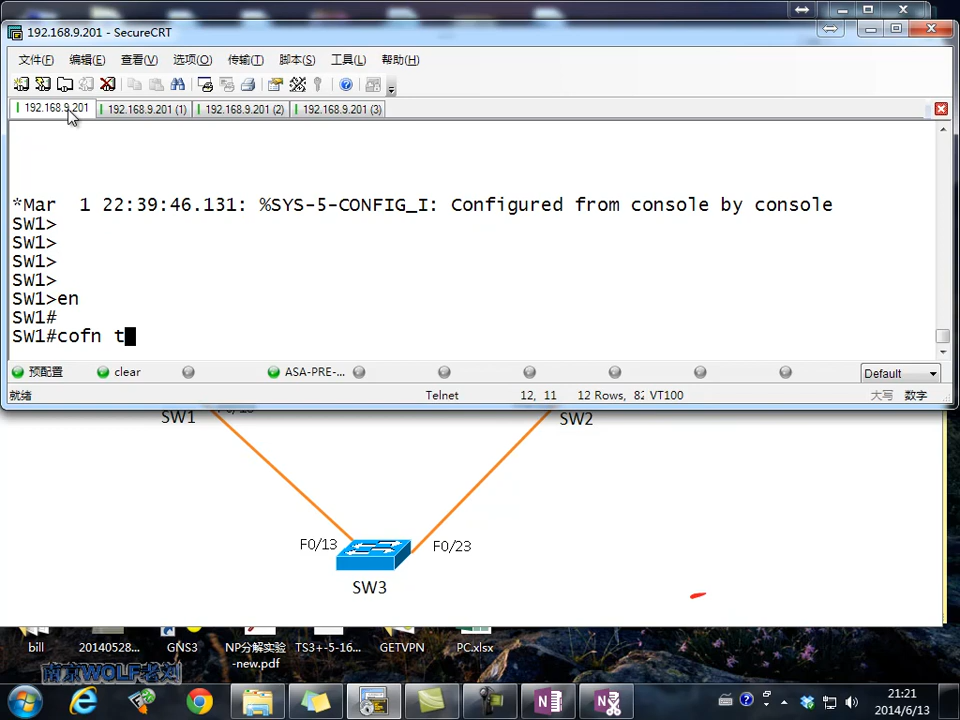 192.168.9.201 - SecureCRT
文件(F) 编辑(E) 查看(V) 选项(O) 传输(T) 脚本(S) 工具(L) 帮助(H)
192.168.9.201 192.168.9.201 (1) 192.168.9.201 (2) 192.168.9.201 (3)
*Mar 1 22:39:46.131: %SYS-5-CONFIG_I: Configured from console by console
SW1>
SW1>
SW1>
SW1>
SW1>en
SW1#
SW1#cofn t
预配置 clear ASA-PRE-... Default
就绪 Telnet 12, 11 12 Rows, 82 VT100 大写 数字
SW1 SW2
F0/13 F0/23
SW3
bill 20140528... GNS3 NP分解实验 TS3+-5-16... GETVPN PC.xlsx
-new.pdf
南京WOLF老刘
21:21
2014/6/13